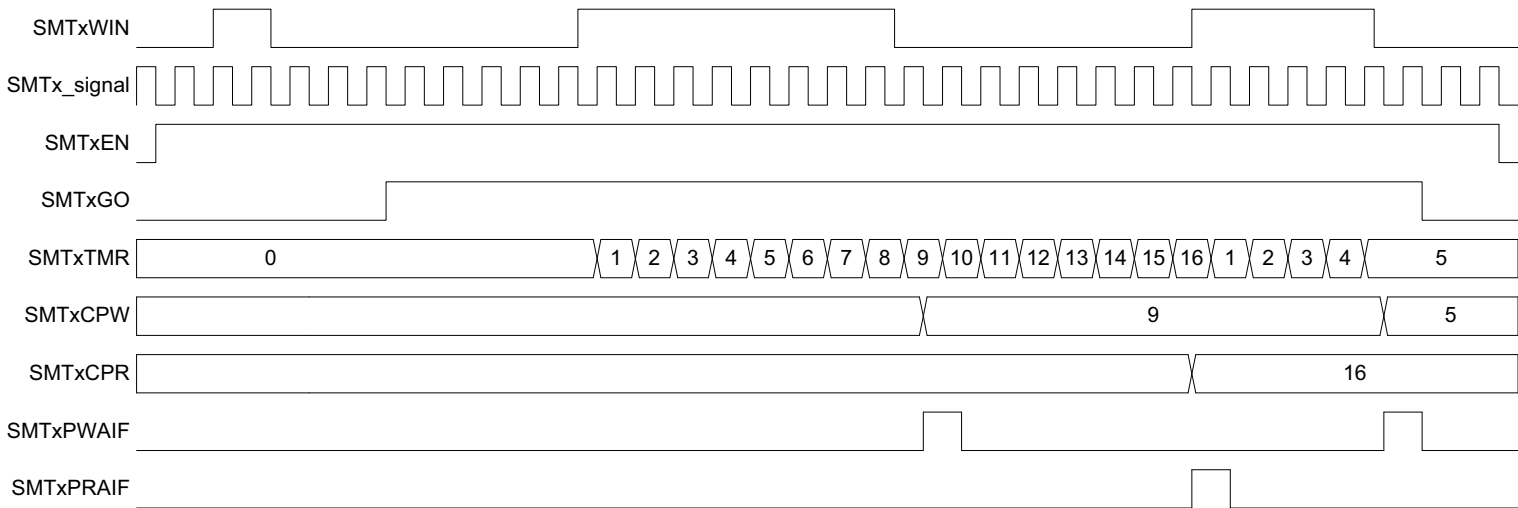 SMTxWIN
SMTx_signal
SMTxEN
SMTxGO
SMTxTMR 0 1 2 3 4 5 6 7 8 9 10 11 12 13 14 15 16 1 2 3 4 5
SMTxCPW 9 5
SMTxCPR 16
SMTxPWAIF
SMTxPRAIF